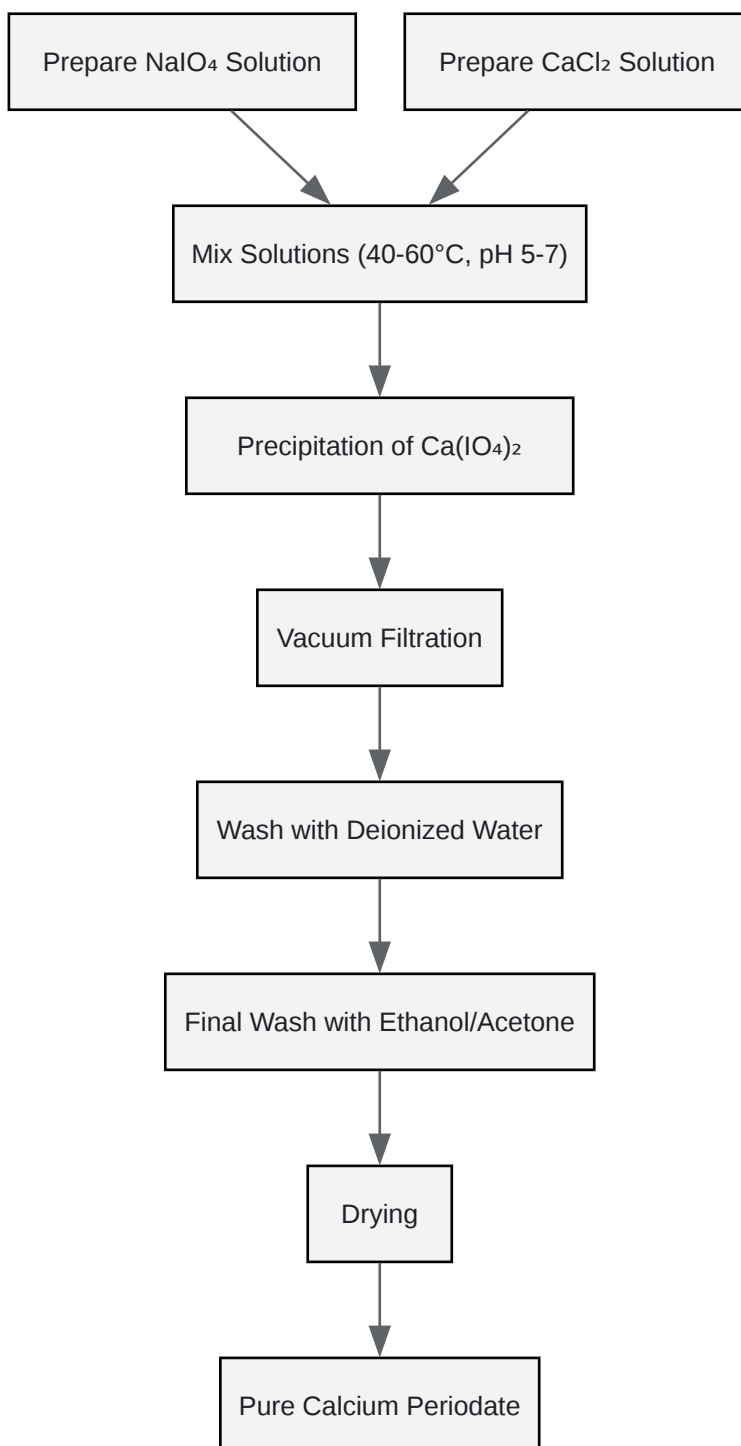 Prepare NaIO₄ Solution
Prepare CaCl₂ Solution
Mix Solutions (40-60°C, pH 5-7)
Precipitation of Ca(IO₄)₂
Vacuum Filtration
Wash with Deionized Water
Final Wash with Ethanol/Acetone
Drying
Pure Calcium Periodate